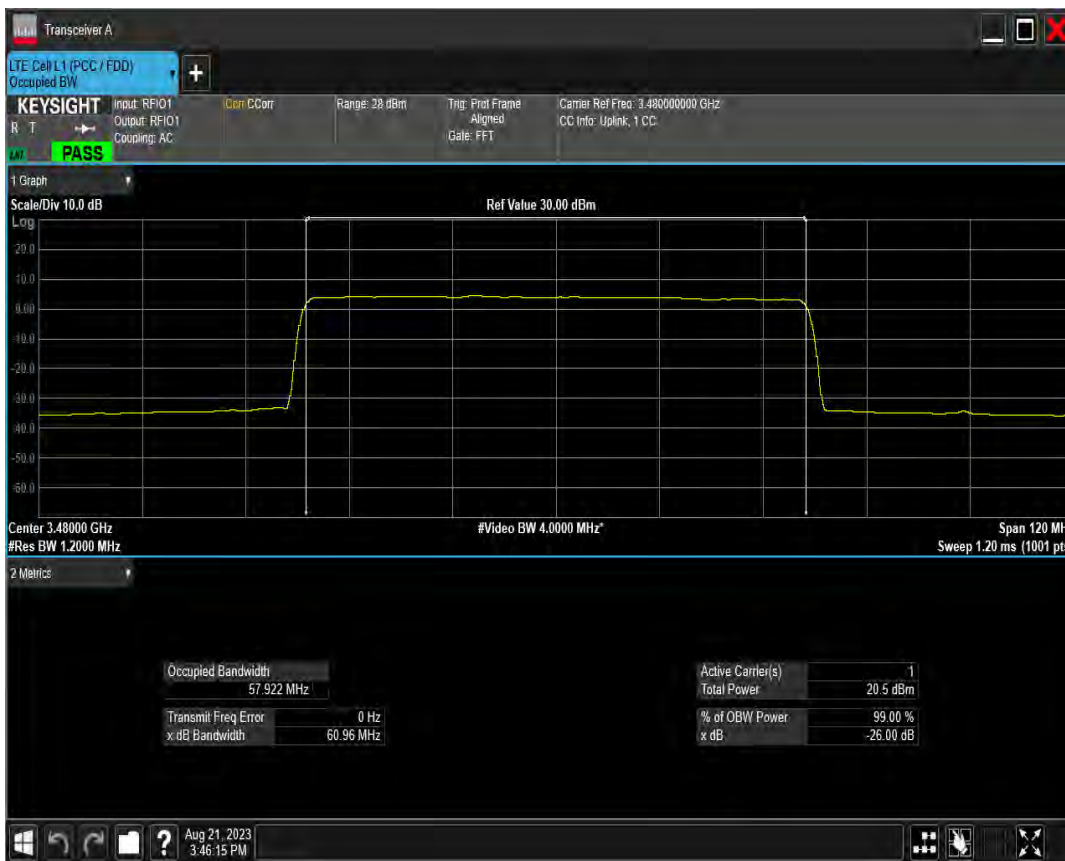 Transceiver A
LTE Cell L1 (PCC / FDD)
Occupied BW
+
KEYSIGHT
R T
LXI
PASS
Input: RFIO1
Output: RFIO1
Coupling: AC
Corr CCorr
Range: 28 dBm
Trig: Prot Frame
Aligned
Gate: FFT
Carrier Ref Freq: 3.480000000 GHz
CC Info: Uplink, 1 CC
1 Graph
Scale/Div 10.0 dB
Ref Value 30.00 dBm
Log
20.0
10.0
0.00
-10.0
-20.0
-30.0
-40.0
-50.0
-60.0
Center 3.48000 GHz
#Video BW 4.0000 MHz*
Span 120 MH
#Res BW 1.2000 MHz
Sweep 1.20 ms (1001 pts
2 Metrics
Occupied Bandwidth
57.922 MHz
Active Carrier(s) 1
Total Power 20.5 dBm
Transmit Freq Error 0 Hz
x dB Bandwidth 60.96 MHz
% of OBW Power 99.00 %
x dB -26.00 dB
?
Aug 21, 2023
3:46:15 PM